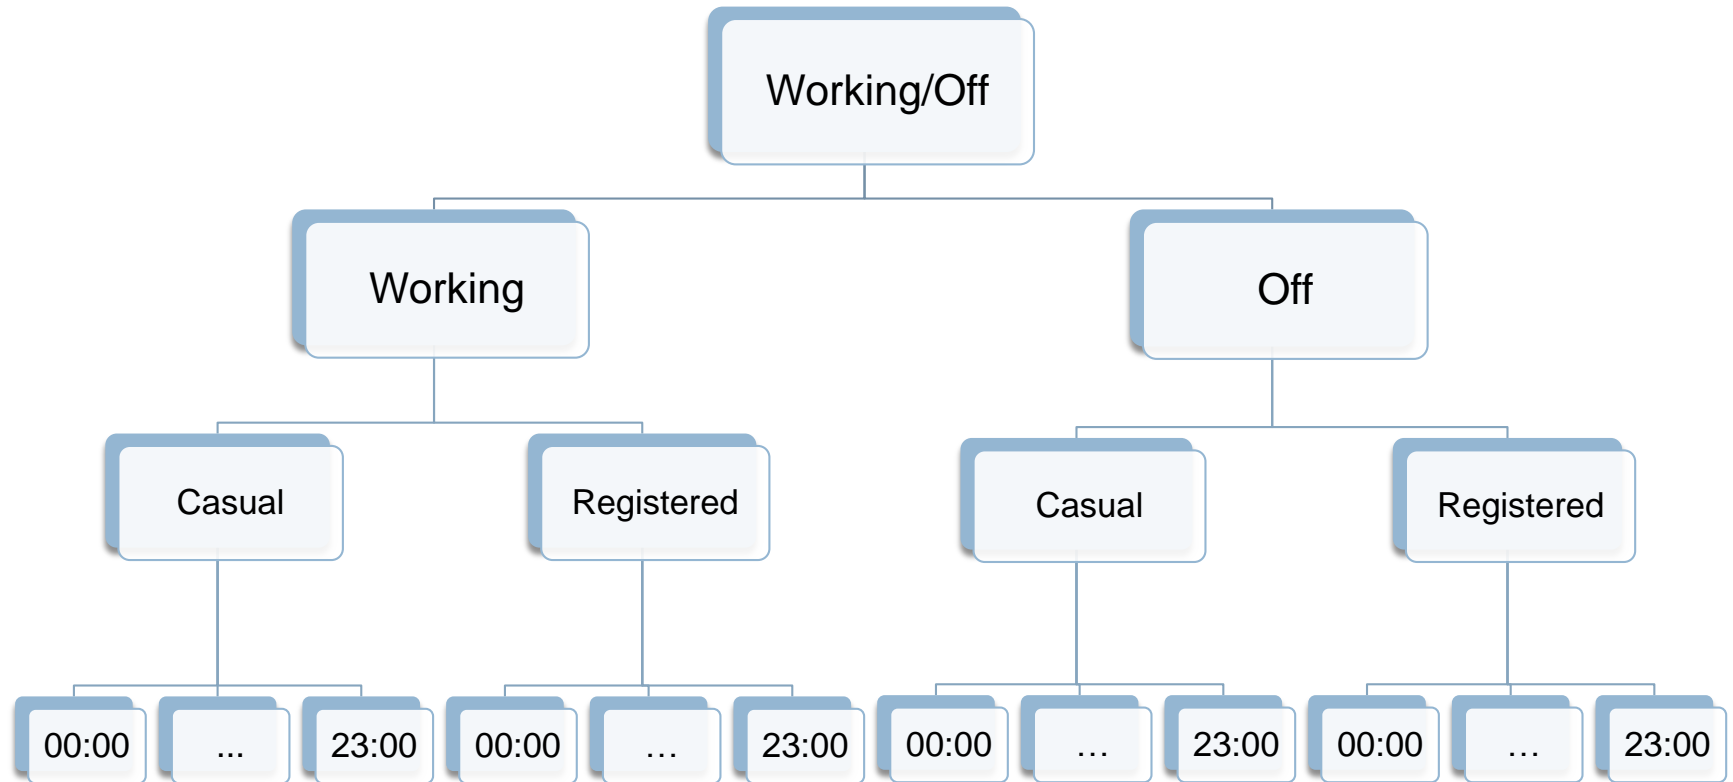 Working/Off
Working
Off
Casual
Registered
Casual
Registered
00:00
...
23:00
00:00
…
23:00
00:00
…
23:00
00:00
…
23:00